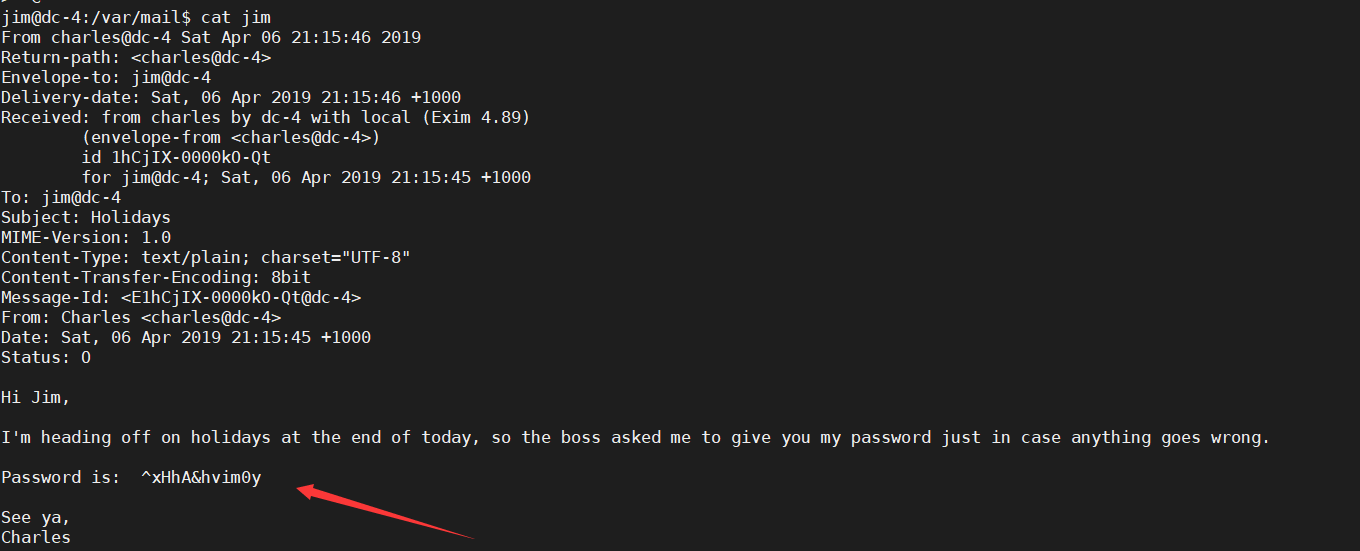 jim@dc-4:/var/mail$ cat jim
From charles@dc-4 Sat Apr 06 21:15:46 2019
Return-path: <charles@dc-4>
Envelope-to: jim@dc-4
Delivery-date: Sat, 06 Apr 2019 21:15:46 +1000
Received: from charles by dc-4 with local (Exim 4.89)
        (envelope-from <charles@dc-4>)
        id 1hCjIX-0000kO-Qt
        for jim@dc-4; Sat, 06 Apr 2019 21:15:45 +1000
To: jim@dc-4
Subject: Holidays
MIME-Version: 1.0
Content-Type: text/plain; charset="UTF-8"
Content-Transfer-Encoding: 8bit
Message-Id: <E1hCjIX-0000kO-Qt@dc-4>
From: Charles <charles@dc-4>
Date: Sat, 06 Apr 2019 21:15:45 +1000
Status: O

Hi Jim,

I'm heading off on holidays at the end of today, so the boss asked me to give you my password just in case anything goes wrong.

Password is:  ^xHhA&hvim0y

See ya,
Charles